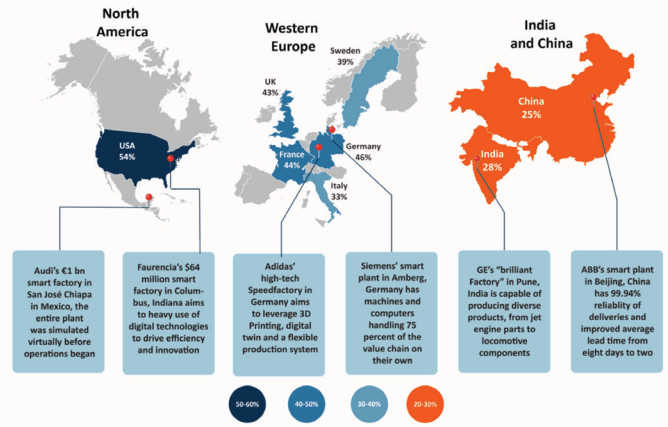 North
America
Western
Europe
India
and China
USA
54%
UK
43%
Sweden
39%
France
44%
Germany
46%
Italy
33%
China
25%
India
28%
Audi's €1 bn
smart factory in
San José Chiapa
in Mexico, the
entire plant
was simulated
virtually before
operations began
Faurencia's $64
million smart
factory in Colum-
bus, Indiana aims
to heavy use of
digital technologies
to drive efficiency
and innovation
Adidas'
high-tech
Speedfactory in
Germany aims
to leverage 3D
Printing, digital
twin and a flexible
production system
Siemens' smart
plant in Amberg,
Germany has
machines and
computers
handling 75
percent of the
value chain on
their own
GE's "brilliant
Factory" in Pune,
India is capable of
producing diverse
products, from jet
engine parts to
locomotive
components
ABB's smart plant
in Beijing, China
has 99.94%
reliablity of
deliveries and
improved average
lead time from
eight days to two
50-60%
40-50%
30-40%
20-30%